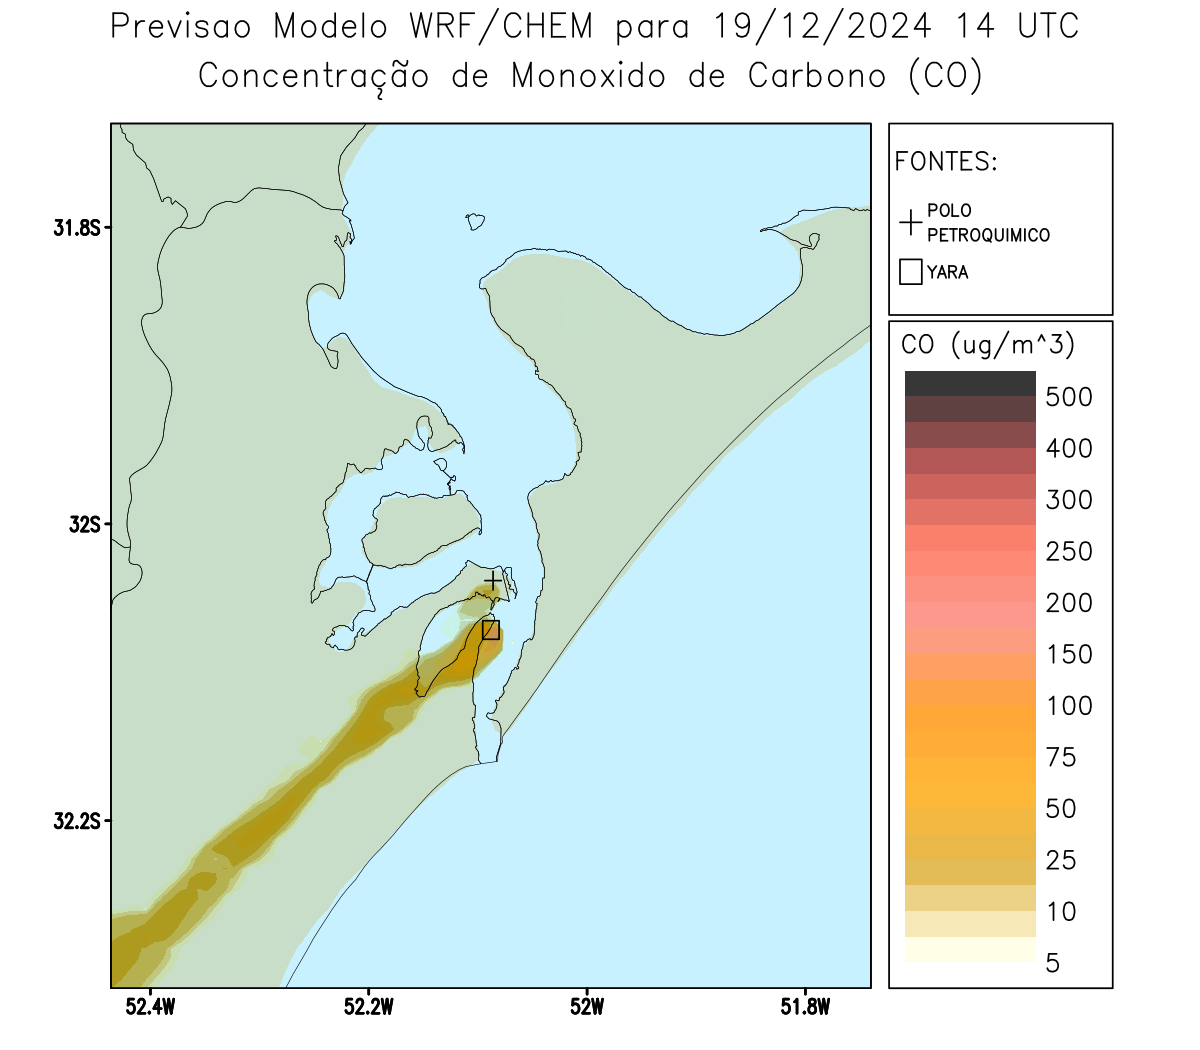 Previsao Modelo WRF/CHEM para 19/12/2024 14 UTC
Concentração de Monoxido de Carbono (CO)
FONTES:
POLO
PETROQUIMICO
YARA
CO (ug/m^3)
500
400
300
250
200
150
100
75
50
25
10
5
31.8S
32S
32.2S
52.4W
52.2W
52W
51.8W